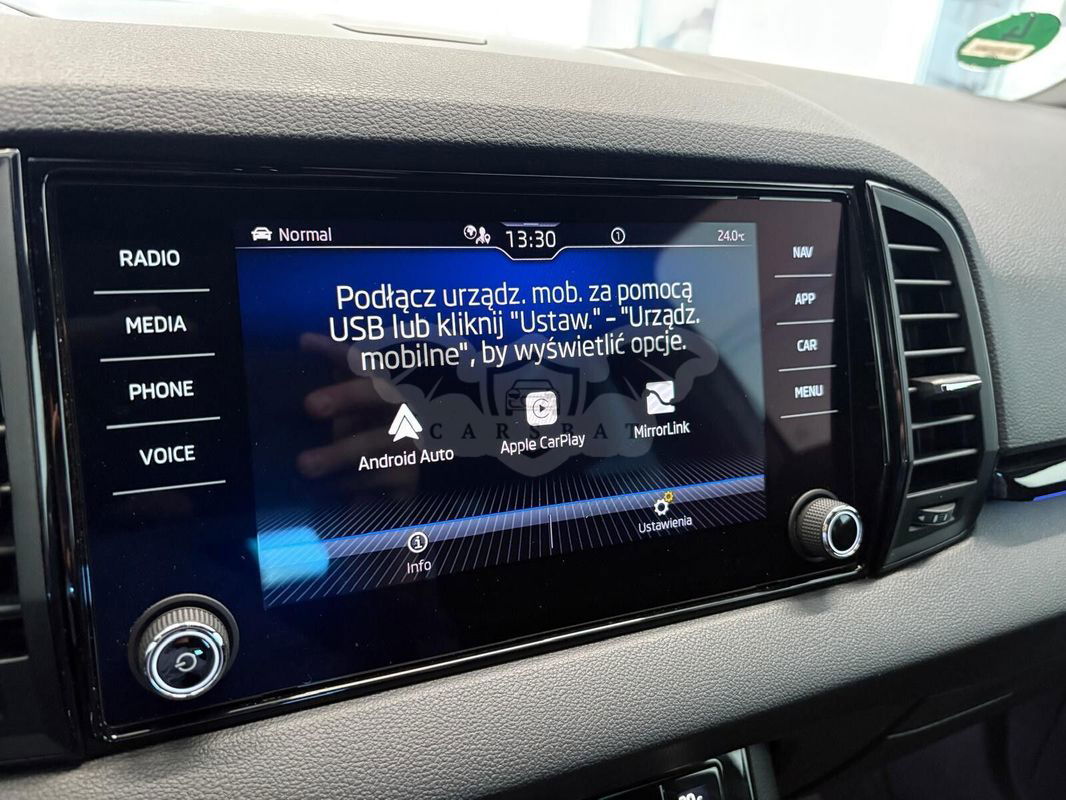 Normal
13:30
24.0°C
RADIO
MEDIA
PHONE
VOICE
NAV
APP
CAR
MENU
Podłącz urządz. mob. za pomocą
USB lub kliknij "Ustaw." - "Urządz.
mobilne", by wyświetlić opcje.
Android Auto
Apple CarPlay
MirrorLink
CARSBAT
Info
Ustawienia